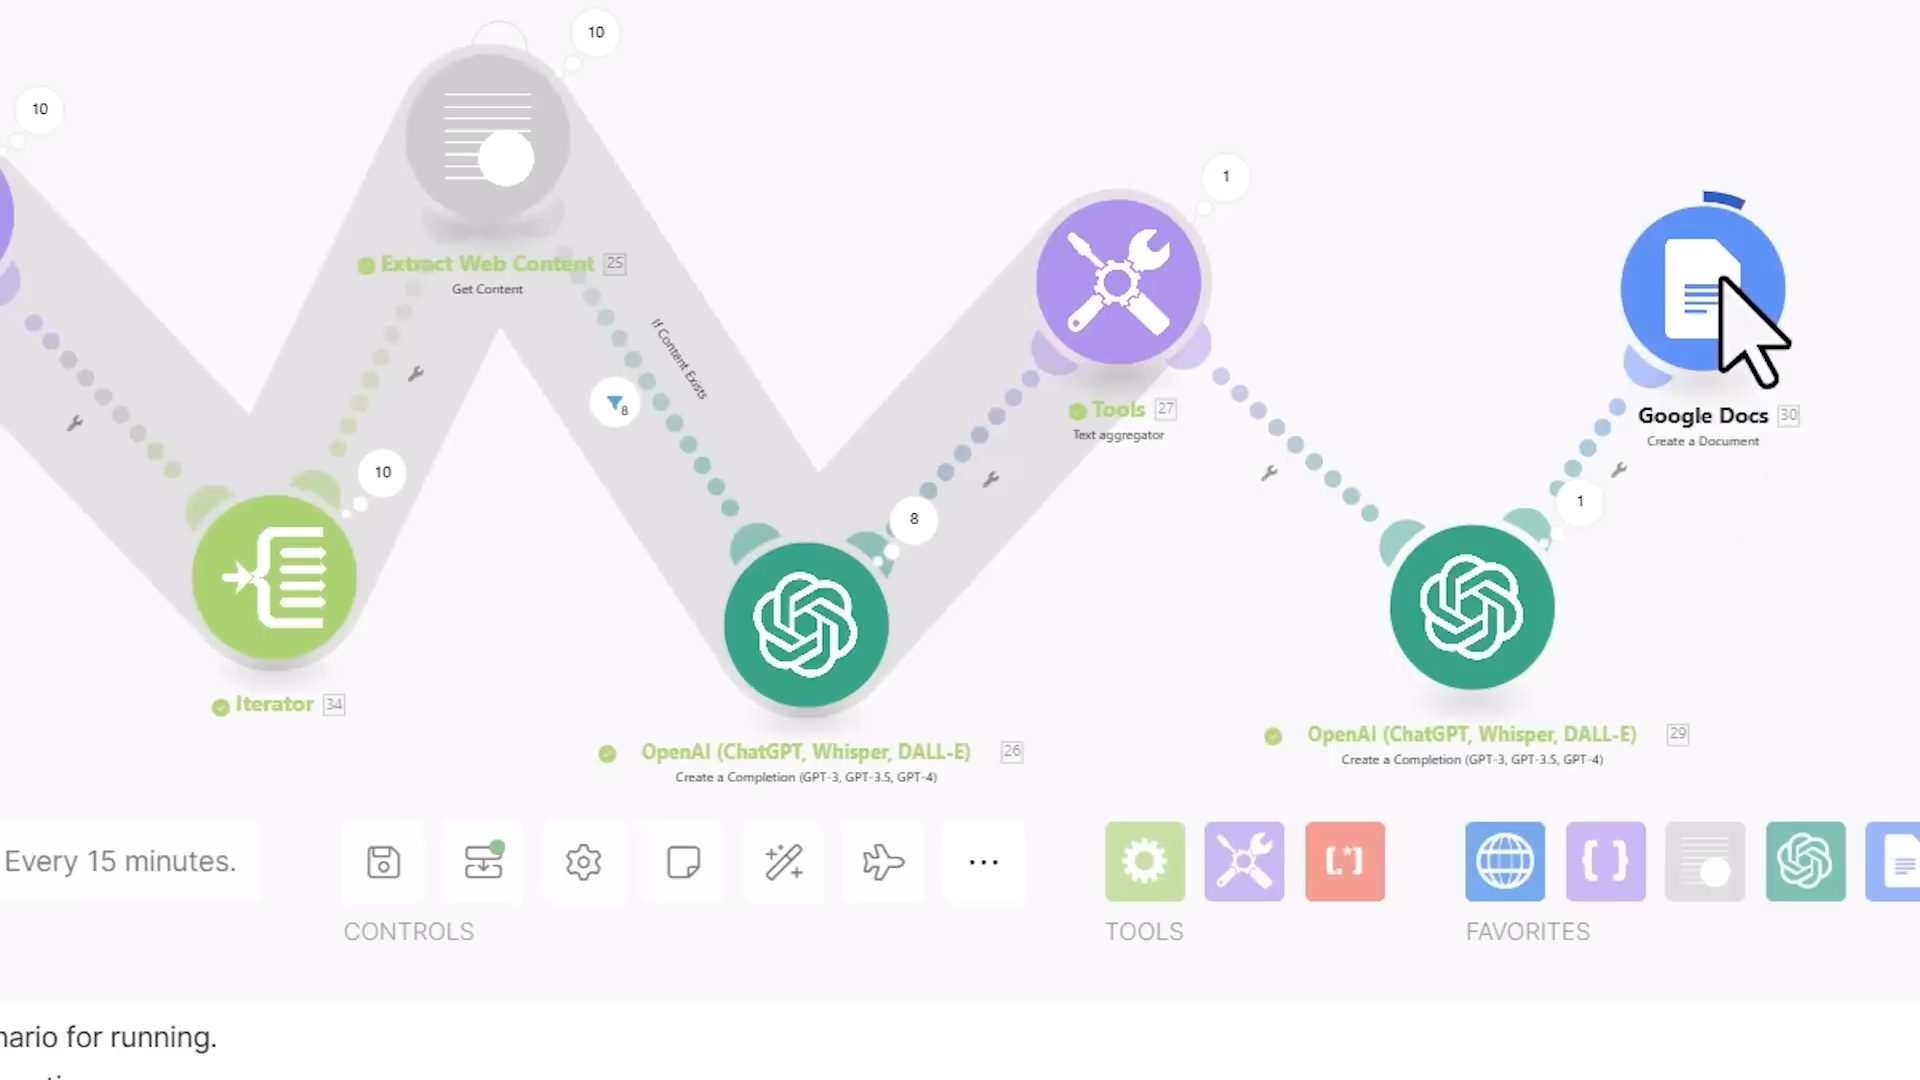 10
10
Extract Web Content 25
Get Content
If Content Exists
8
10
Iterator 34
8
OpenAI (ChatGPT, Whisper, DALL-E) 26
Create a Completion (GPT-3, GPT-3.5, GPT-4)
1
Tools 27
Text aggregator
1
OpenAI (ChatGPT, Whisper, DALL-E) 29
Create a Completion (GPT-3, GPT-3.5, GPT-4)
Google Docs 30
Create a Document
Every 15 minutes.
CONTROLS
TOOLS
[.*]
FAVORITES
nario for running.